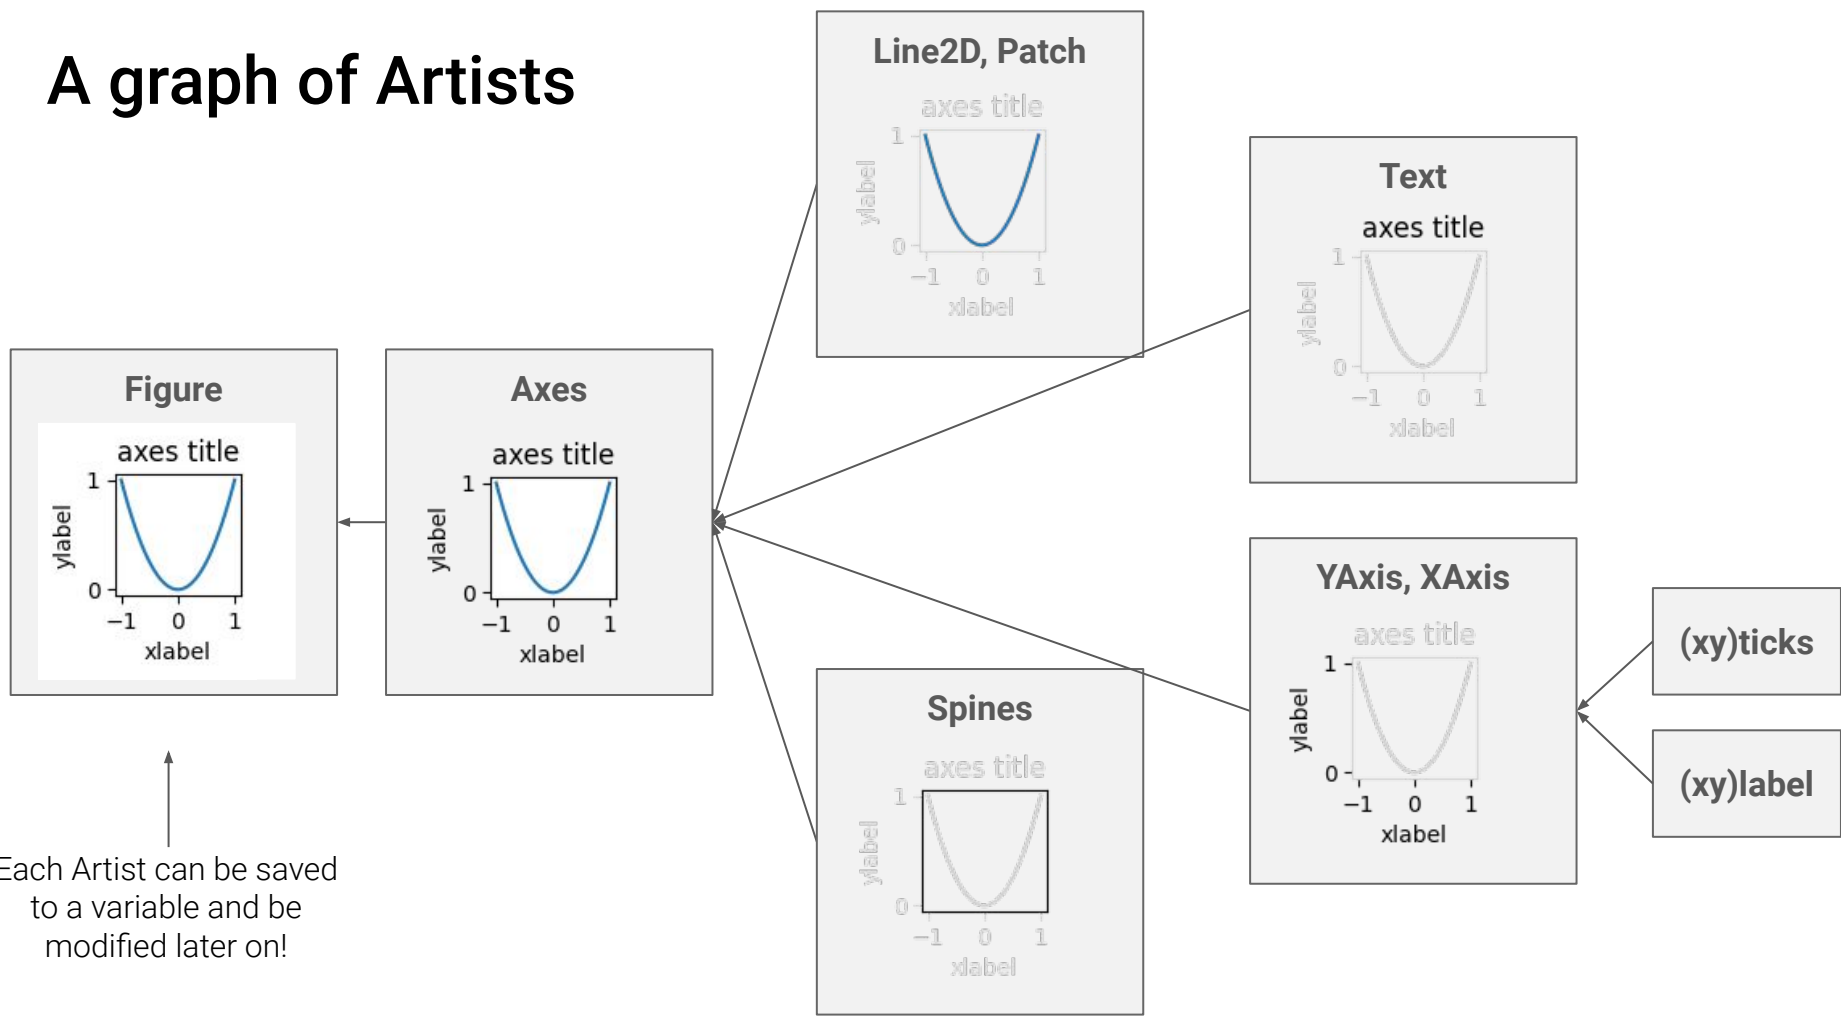 A graph of Artists
Line2D, Patch
axes title
1
ylabel
0
−1 0 1
xlabel
Text
axes title
1
ylabel
0
−1 0 1
xlabel
Figure
axes title
1
ylabel
0
−1 0 1
xlabel
Axes
axes title
1
ylabel
0
−1 0 1
xlabel
YAxis, XAxis
axes title
1
ylabel
0
−1 0 1
xlabel
(xy)ticks
(xy)label
Spines
axes title
1
ylabel
0
−1 0 1
xlabel
Each Artist can be saved
to a variable and be
modified later on!